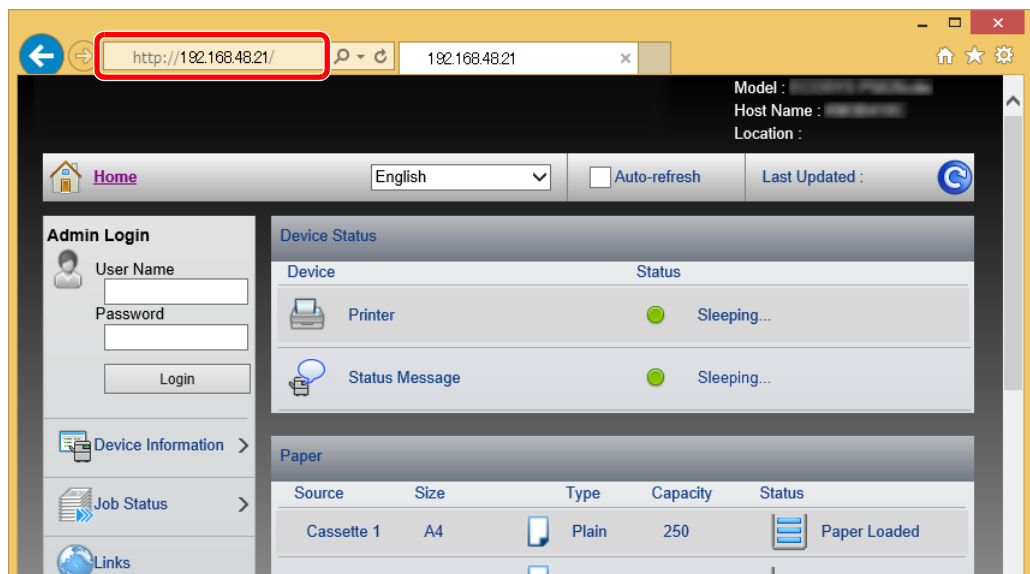 http://192.168.48.21/
192.168.48.21
Model :
Host Name :
Location :
Home
English
Auto-refresh
Last Updated :
Admin Login
User Name
Password
Login
Device Information
Job Status
Links
Device Status
Device Status
Printer Sleeping...
Status Message Sleeping...
Paper
Source Size Type Capacity Status
Cassette 1 A4 Plain 250 Paper Loaded